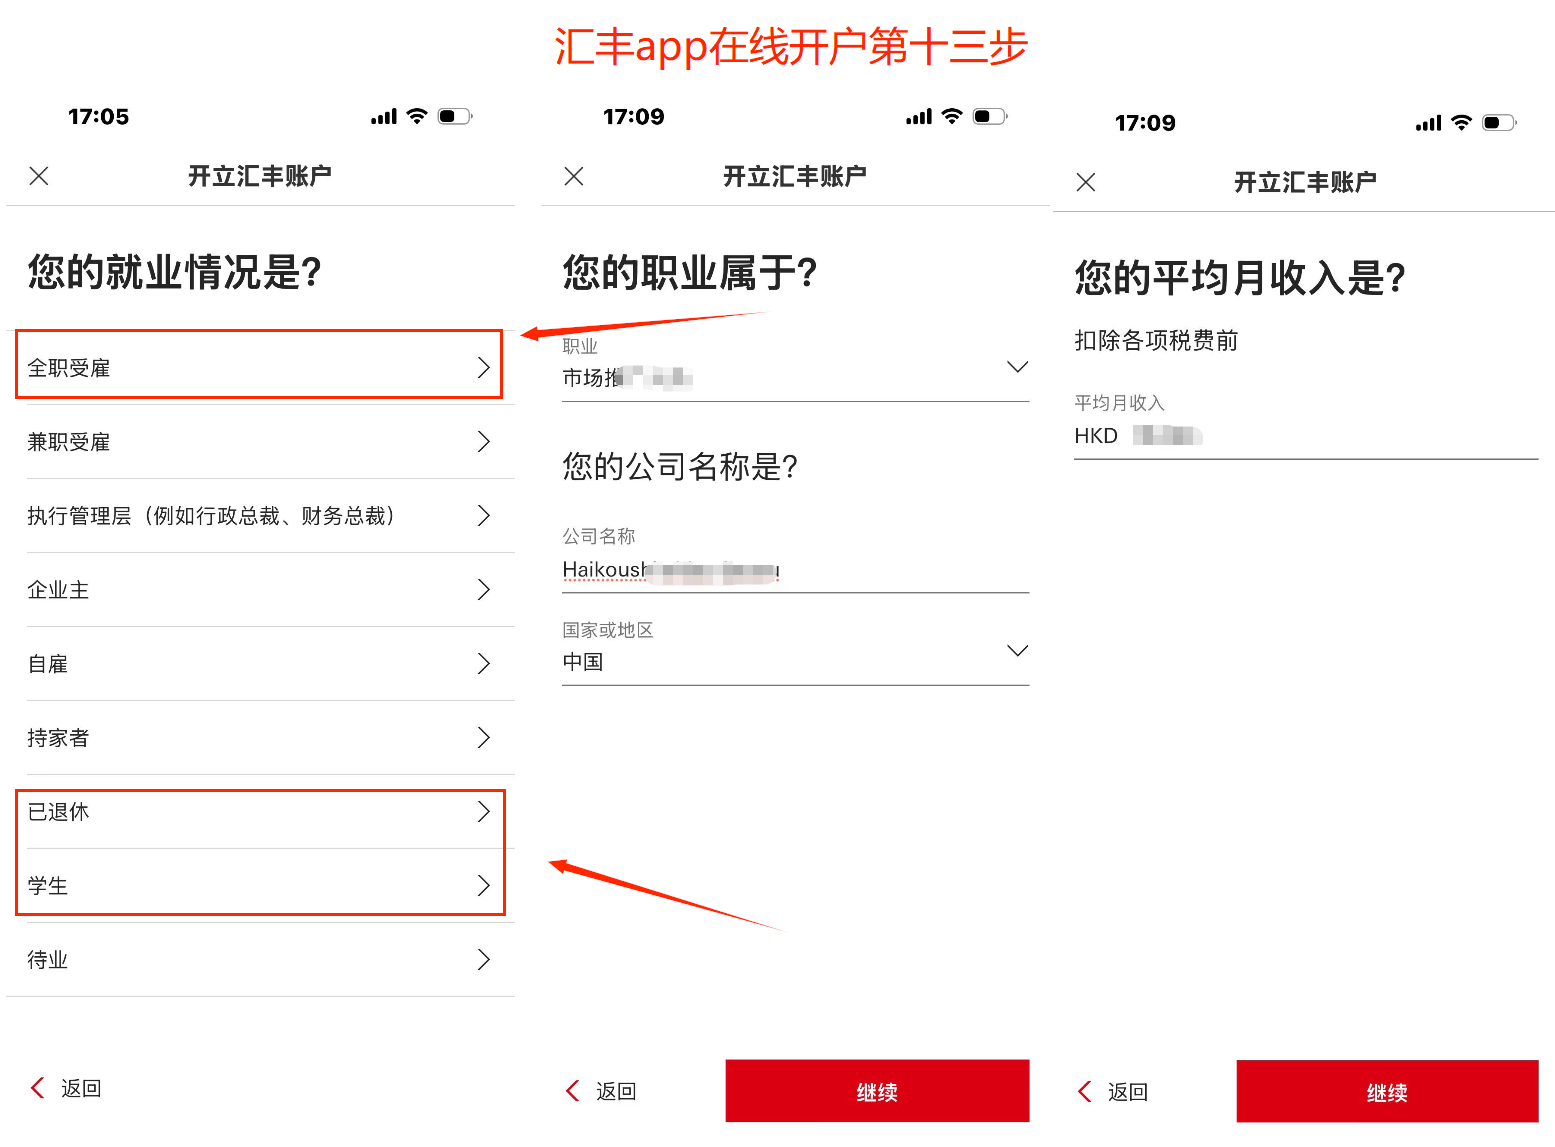 汇丰app在线开户第十三步
17:05
开立汇丰账户
您的就业情况是?
全职受雇
兼职受雇
执行管理层（例如行政总裁、财务总裁）
企业主
自雇
持家者
已退休
学生
待业
返回
17:09
开立汇丰账户
您的职业属于?
职业
市场推
您的公司名称是?
公司名称
Haikoush
国家或地区
中国
返回
继续
17:09
开立汇丰账户
您的平均月收入是?
扣除各项税费前
平均月收入
HKD
返回
继续